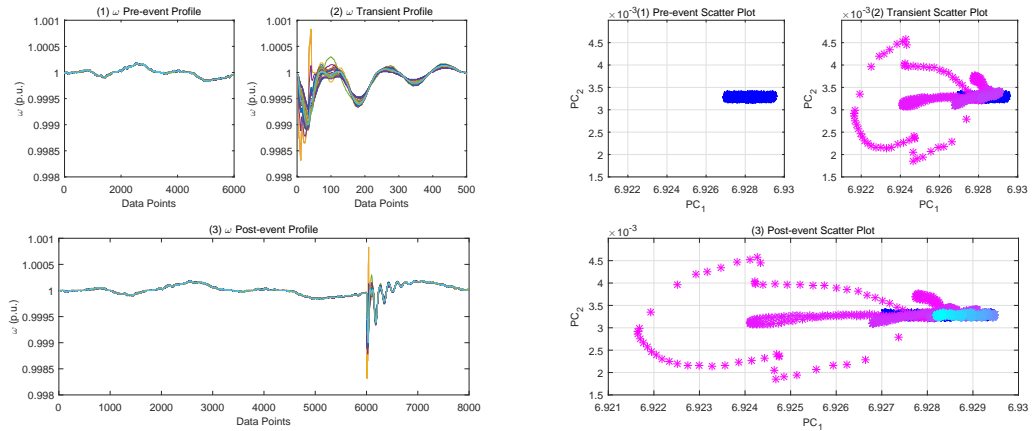 (1) ω Pre-event Profile
1.001
1.0005
1
0.9995
0.999
0.9985
0.998
ω (p.u.)
0 2000 4000 6000
Data Points
(2) ω Transient Profile
1.001
1.0005
1
0.9995
0.999
0.9985
0.998
ω (p.u.)
0 100 200 300 400 500
Data Points
×10⁻³
(1) Pre-event Scatter Plot
5
4.5
4
3.5
3
2.5
2
1.5
PC₂
6.922 6.924 6.926 6.928 6.93
PC₁
×10⁻³
(2) Transient Scatter Plot
5
4.5
4
3.5
3
2.5
2
1.5
PC₂
6.922 6.924 6.926 6.928 6.93
PC₁
(3) ω Post-event Profile
1.001
1.0005
1
0.9995
0.999
0.9985
0.998
ω (p.u.)
0 1000 2000 3000 4000 5000 6000 7000 8000
Data Points
×10⁻³
(3) Post-event Scatter Plot
5
4.5
4
3.5
3
2.5
2
1.5
PC₂
6.921 6.922 6.923 6.924 6.925 6.926 6.927 6.928 6.929 6.93
PC₁